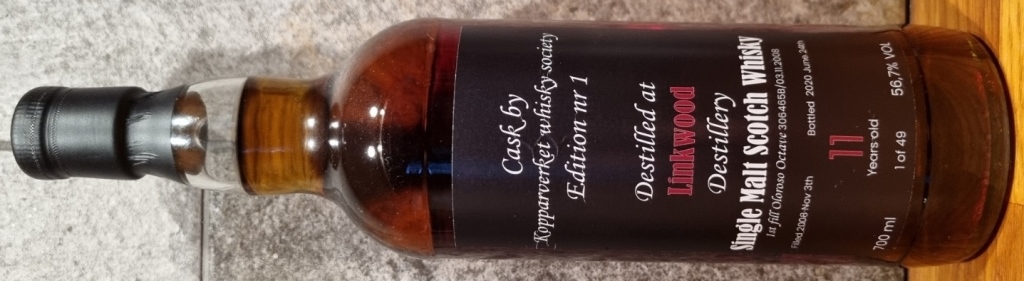 Cask by
Kopparverket whisky society
Edition nr 1
Destilled at
Linkwood
Destillery
Single Malt Scotch Whisky
1st fill Oloroso Octave 3064658/03.11.2008
Filled 2008 Nov 3th Bottled 2020 June 24th
11
Years old
700 ml 1 of 49 56,7% VOL